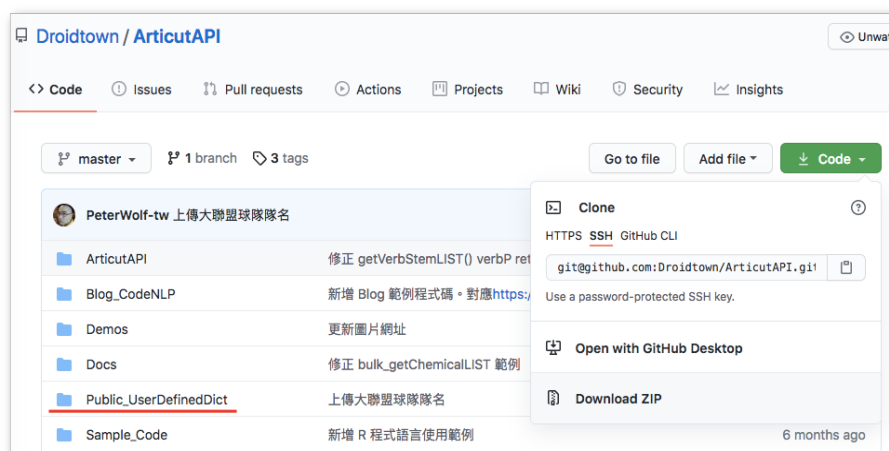 Droidtown / ArticutAPI
Unwat
Code Issues Pull requests Actions Projects Wiki Security Insights
master 1 branch 3 tags Go to file Add file Code
PeterWolf-tw 上傳大聯盟球隊隊名
ArticutAPI 修正 getVerbStemLIST() verbP ret
Blog_CodeNLP 新增 Blog 範例程式碼。對應https:/
Demos 更新圖片網址
Docs 修正 bulk_getChemicalLIST 範例
Public_UserDefinedDict 上傳大聯盟球隊隊名
Sample_Code 新增 R 程式語言使用範例 6 months ago
Clone
HTTPS SSH GitHub CLI
git@github.com:Droidtown/ArticutAPI.git
Use a password-protected SSH key.
Open with GitHub Desktop
Download ZIP